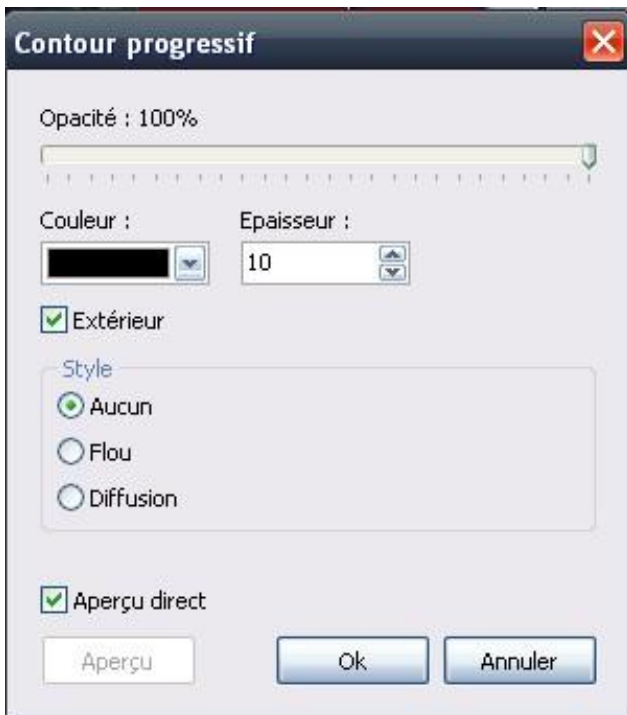 Contour progressif
Opacité : 100%
Couleur : Epaisseur :
10
Extérieur
Style
Aucun
Flou
Diffusion
Aperçu direct
Aperçu Ok Annuler